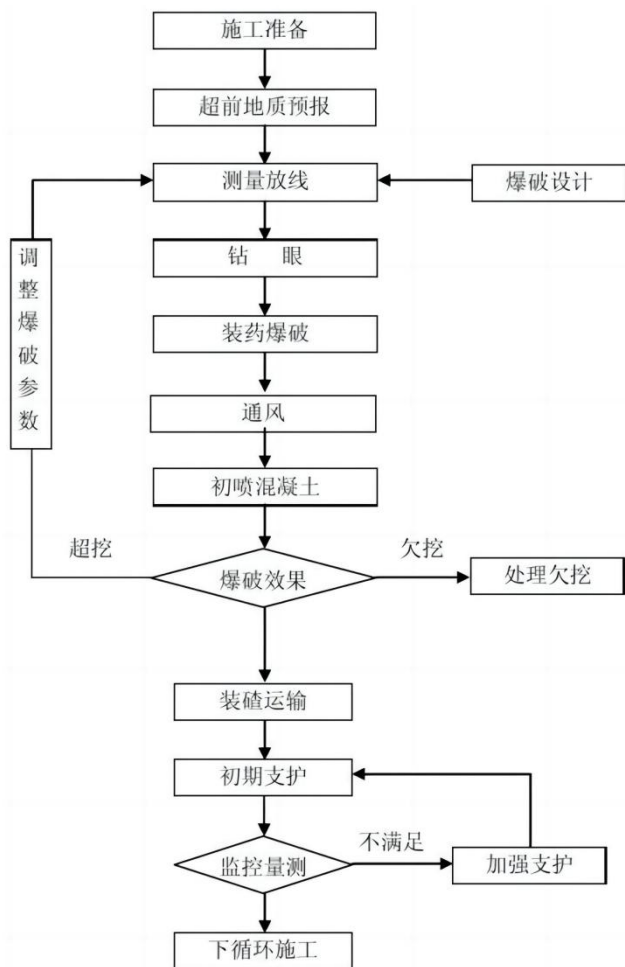 施工准备
超前地质预报
测量放线
爆破设计
调整爆破参数
钻 眼
装药爆破
通风
初喷混凝土
超挖
欠挖
爆破效果
处理欠挖
装碴运输
初期支护
不满足
监控量测
加强支护
下循环施工